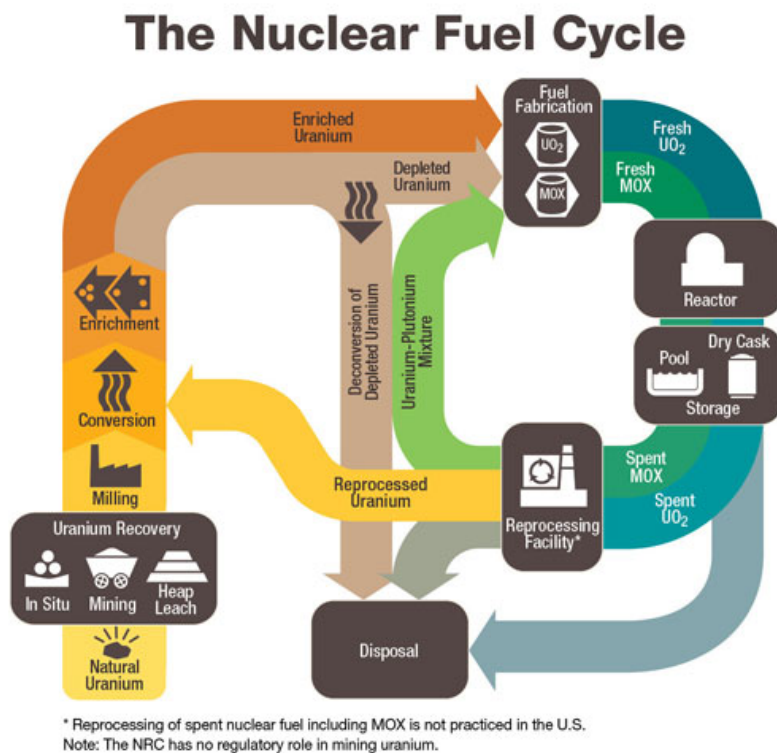 The Nuclear Fuel Cycle
Enriched
Uranium
Depleted
Uranium
Fuel
Fabrication
UO₂
MOX
Fresh
UO₂
Fresh
MOX
Reactor
Pool
Dry Cask
Storage
Enrichment
Conversion
Milling
Uranium Recovery
In Situ
Mining
Heap
Leach
Natural
Uranium
Deconversion of
Depleted Uranium
Uranium-Plutonium
Mixture
Reprocessed
Uranium
Reprocessing
Facility*
Spent
MOX
Spent
UO₂
Disposal
* Reprocessing of spent nuclear fuel including MOX is not practiced in the U.S.
Note: The NRC has no regulatory role in mining uranium.